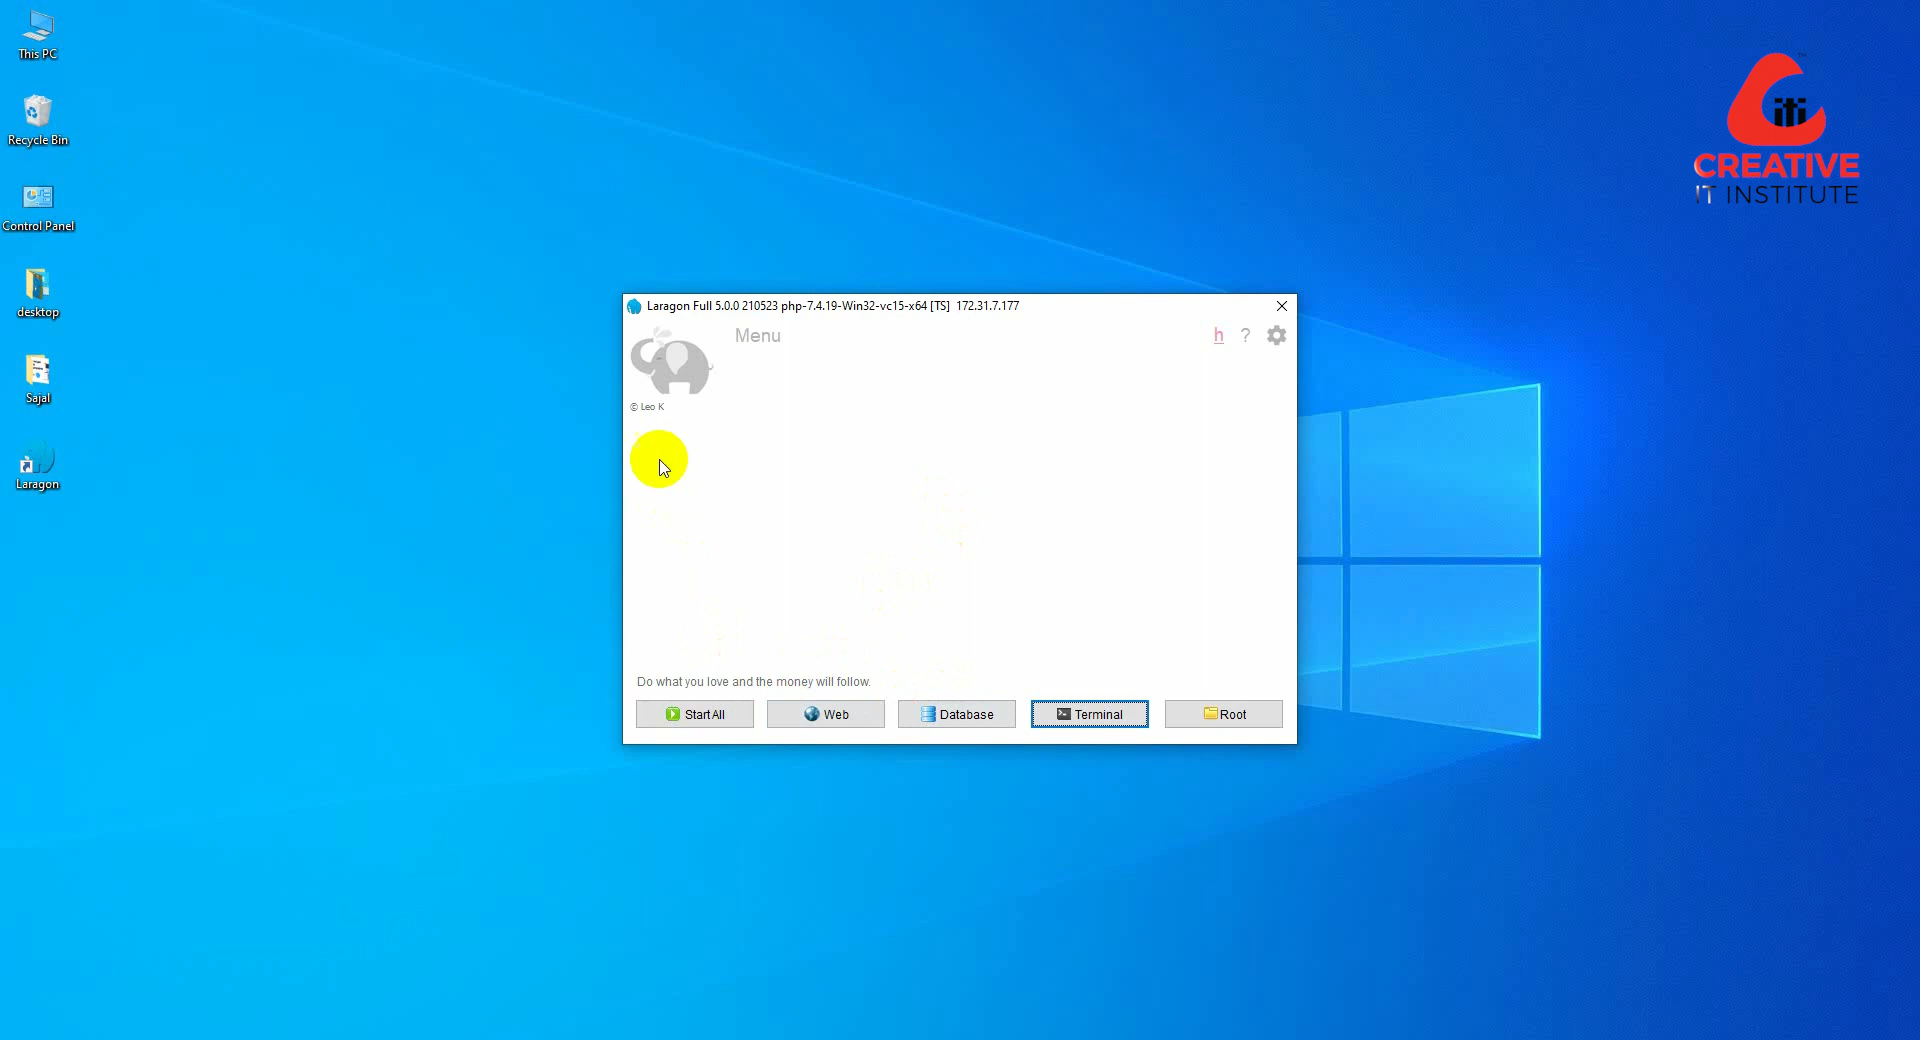 This PC
Recycle Bin
Control Panel
desktop
Sajal
Laragon
iti
™
CREATIVE
IT INSTITUTE
Laragon Full 5.0.0 210523 php-7.4.19-Win32-vc15-x64 [TS] 172.31.7.177
Menu
h ?
© Leo K
Do what you love and the money will follow.
Start All
Web
Database
Terminal
Root